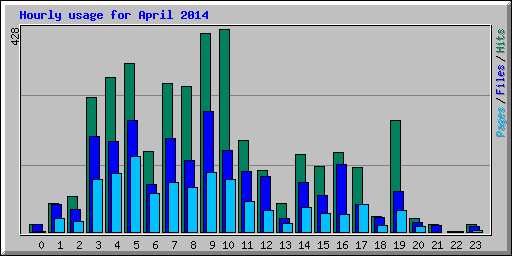 Hourly usage for April 2014
428
Pages / Files / Hits
0 1 2 3 4 5 6 7 8 9 10 11 12 13 14 15 16 17 18 19 20 21 22 23